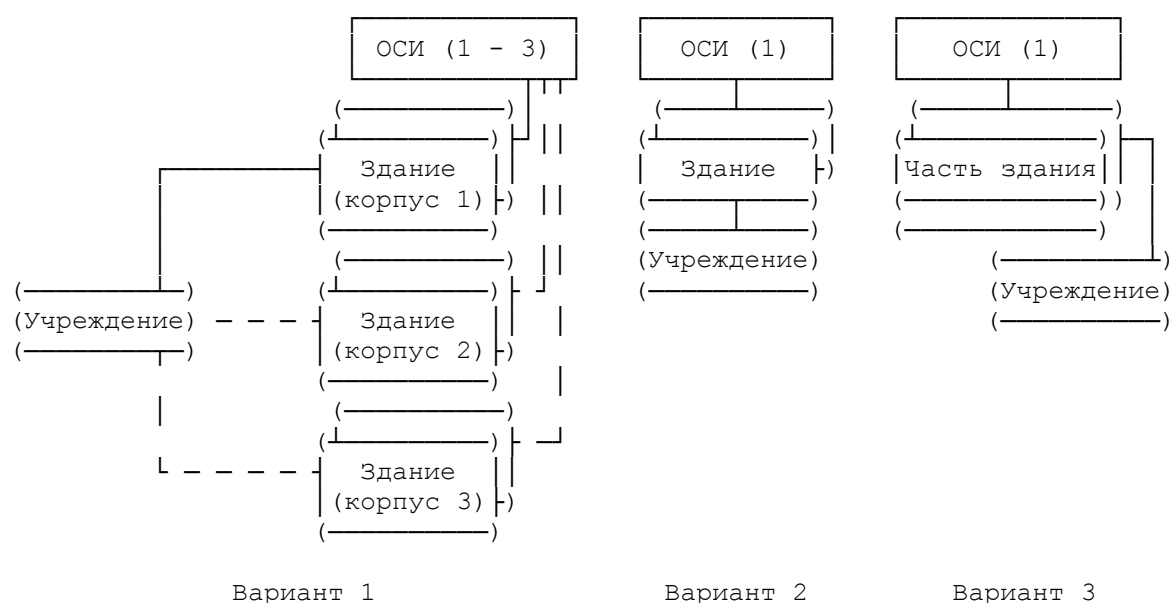 ОСИ (1 - 3) ОСИ (1) ОСИ (1)
Здание Здание Часть здания
(корпус 1)
(Учреждение)
(Учреждение) Здание (Учреждение)
(корпус 2)
Здание
(корпус 3)
Вариант 1 Вариант 2 Вариант 3